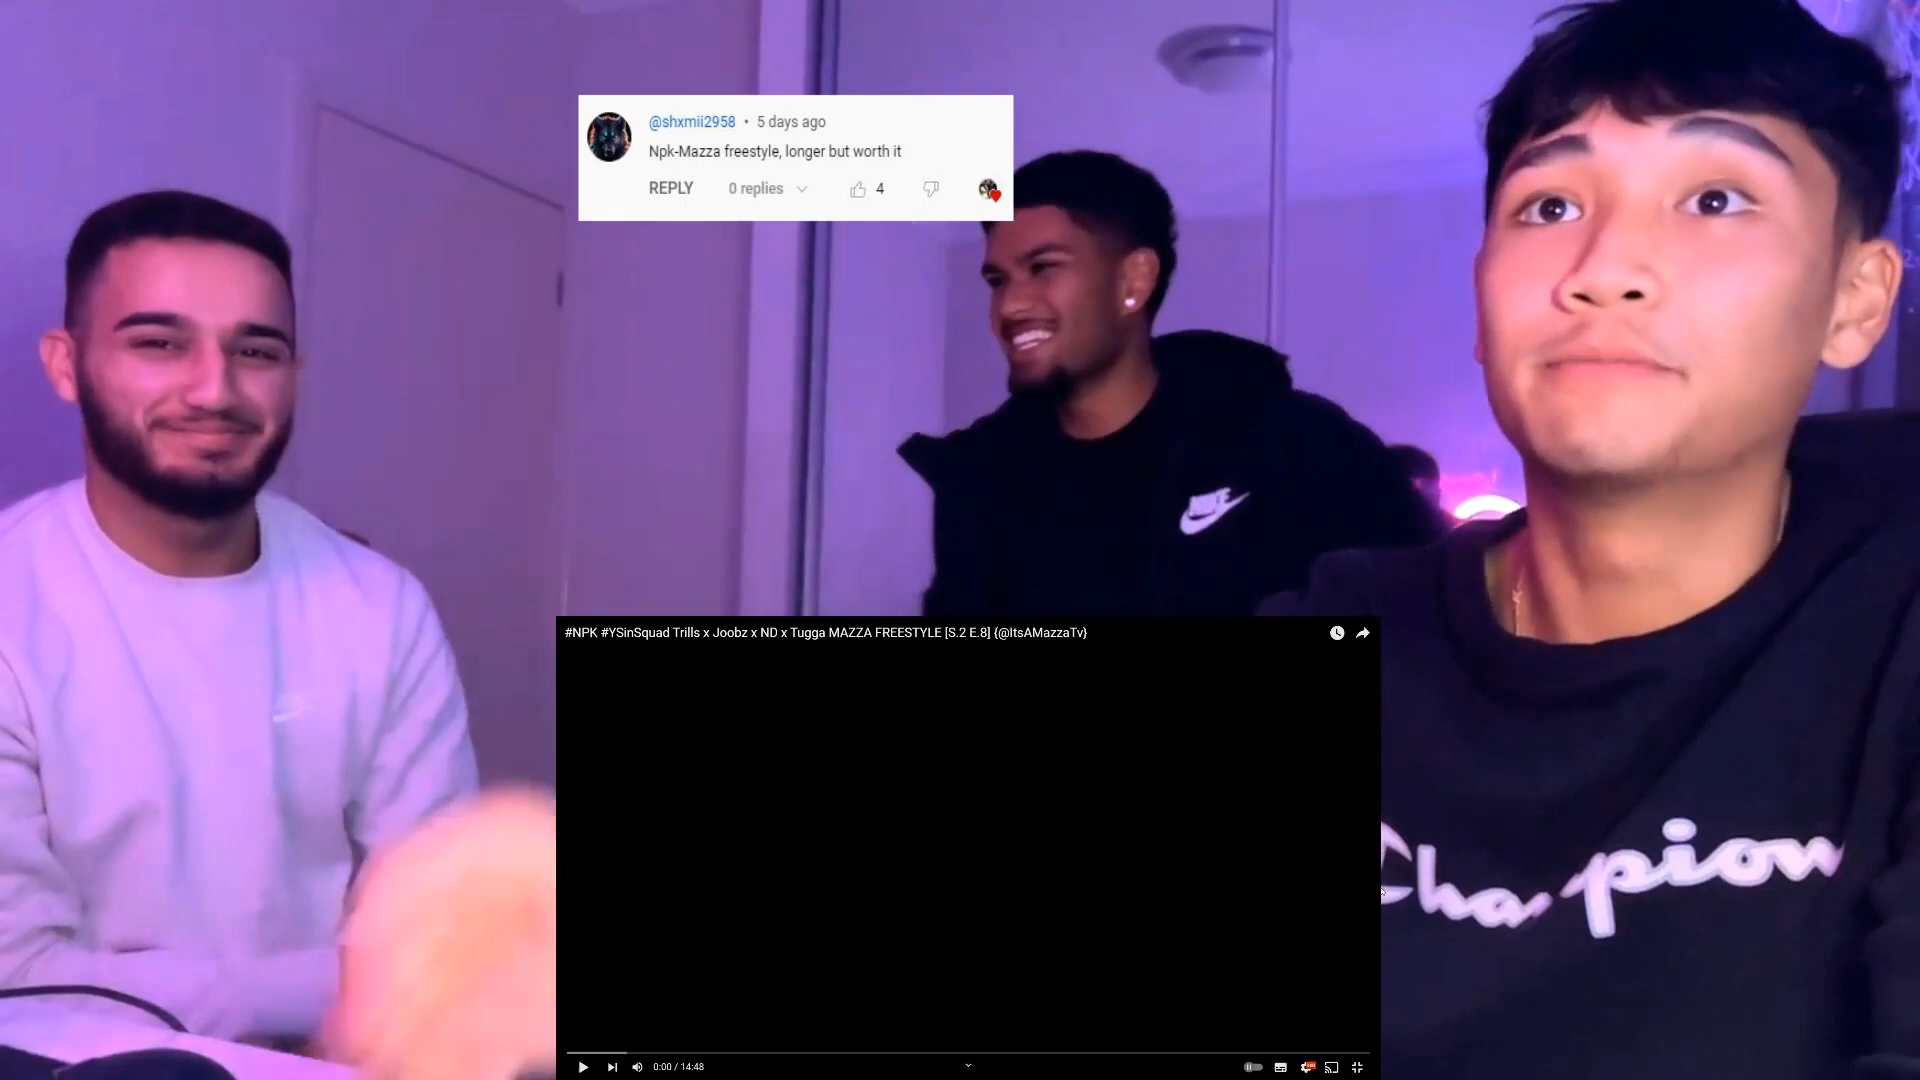 @shxmii2958 • 5 days ago
Npk-Mazza freestyle, longer but worth it
REPLY 0 replies 4
NIKE
#NPK #YSinSquad Trills x Joobz x ND x Tugga MAZZA FREESTYLE [S.2 E.8] {@ItsAMazzaTv}
Champion
0:00 / 14:48